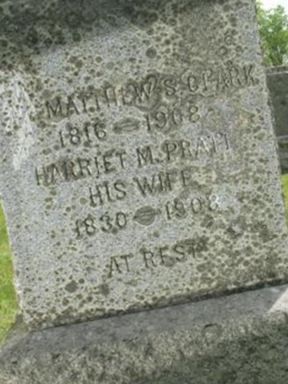 MATTHEW S. CLARK
1816 – 1908
HARRIET M. PRATT
HIS WIFE
1830 – 1908
AT REST